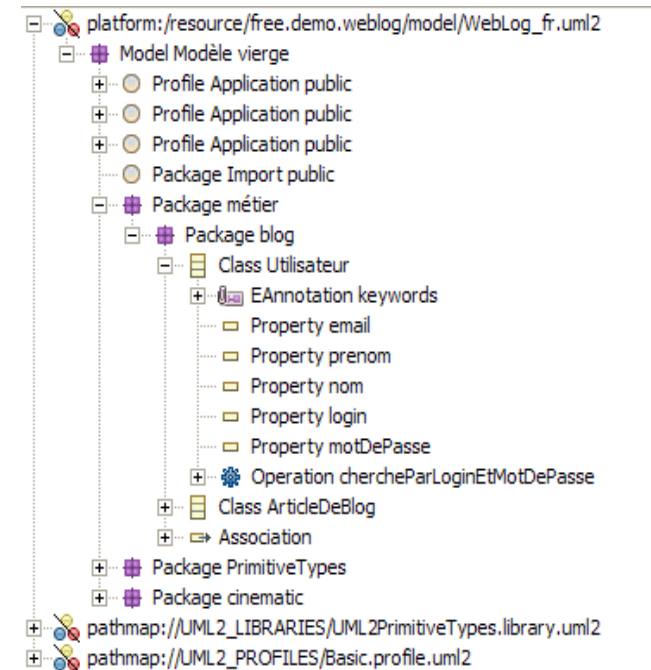 platform:/resource/free.demo.weblog/model/WebLog_fr.uml2
Model Modèle vierge
Profile Application public
Profile Application public
Profile Application public
Package Import public
Package métier
Package blog
Class Utilisateur
EAnnotation keywords
Property email
Property prenom
Property nom
Property login
Property motDePasse
Operation chercheParLoginEtMotDePasse
Class ArticleDeBlog
Association
Package PrimitiveTypes
Package cinematic
pathmap://UML2_LIBRARIES/UML2PrimitiveTypes.library.uml2
pathmap://UML2_PROFILES/Basic.profile.uml2